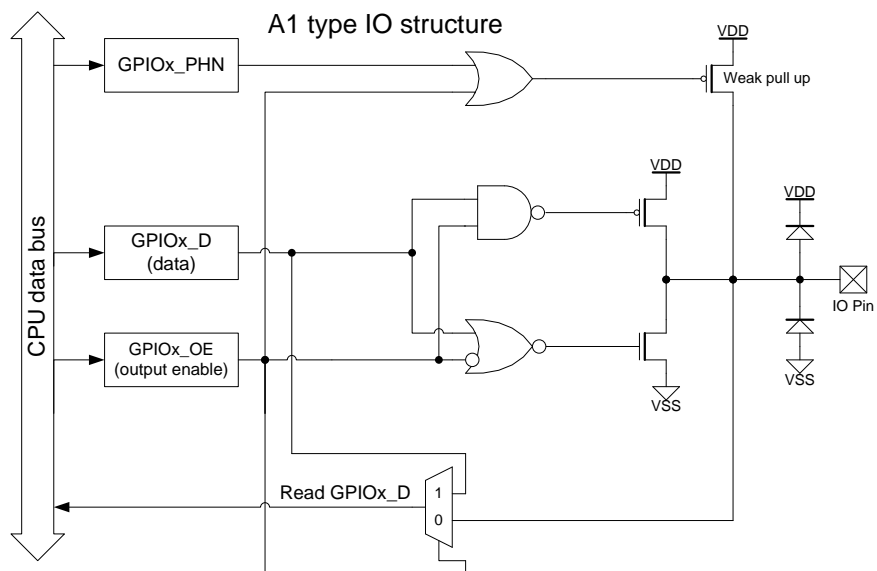 A1 type IO structure
VDD
GPIOx_PHN
Weak pull up
VDD
VDD
GPIOx_D
(data)
CPU data bus
IO Pin
GPIOx_OE
(output enable)
VSS
VSS
Read GPIOx_D
1
0